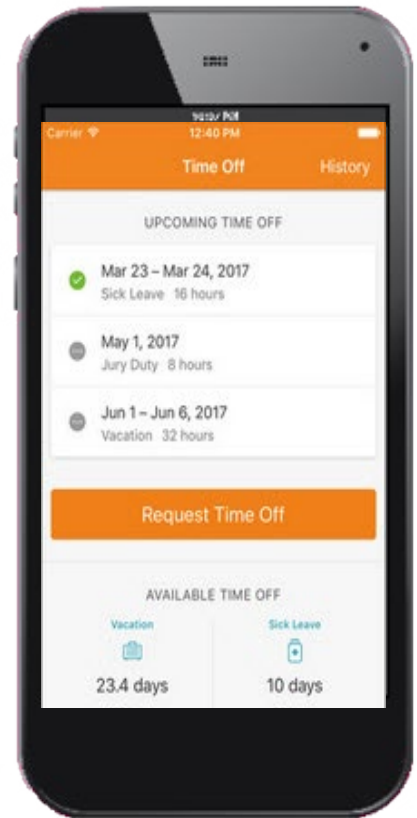 Carrier
12:40 PM
Time Off
History
UPCOMING TIME OFF
Mar 23 – Mar 24, 2017
Sick Leave 16 hours
May 1, 2017
Jury Duty 8 hours
Jun 1 – Jun 6, 2017
Vacation 32 hours
Request Time Off
AVAILABLE TIME OFF
Vacation
Sick Leave
23.4 days
10 days